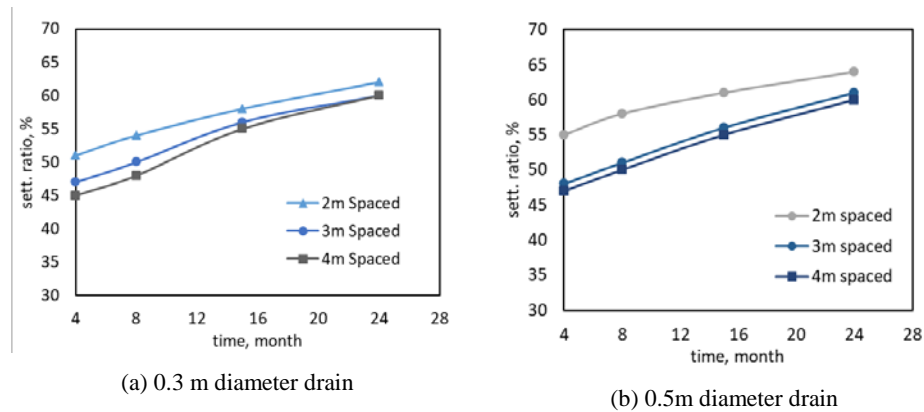 70
65
60
55
50
45
40
35
30
sett. ratio, %
2m Spaced
3m Spaced
4m Spaced
4 8 12 16 20 24 28
time, month
(a) 0.3 m diameter drain
70
65
60
55
50
45
40
35
30
sett. ratio, %
2m spaced
3m spaced
4m spaced
4 8 12 16 20 24 28
time, month
(b) 0.5m diameter drain